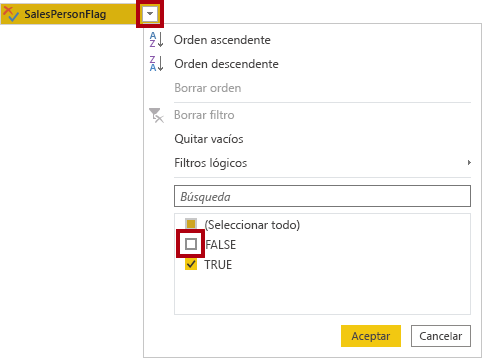 SalesPersonFlag
Orden ascendente
Orden descendente
Borrar orden
Borrar filtro
Quitar vacíos
Filtros lógicos
Búsqueda
(Seleccionar todo)
FALSE
TRUE
Aceptar Cancelar